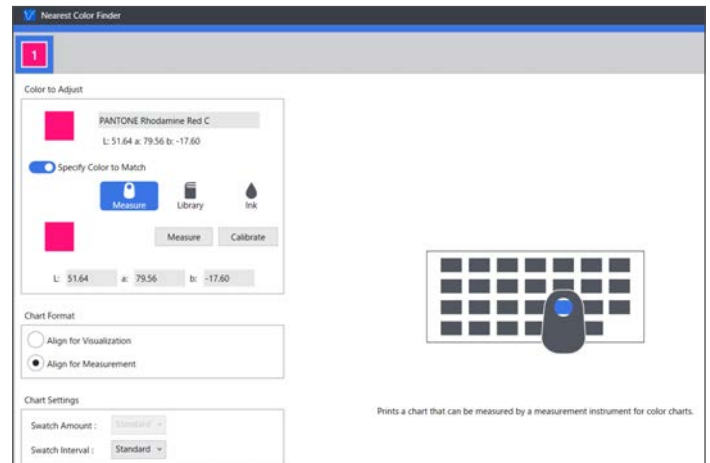 Nearest Color Finder
1
Color to Adjust
PANTONE Rhodamine Red C
L: 51.64 a: 79.56 b: -17.60
Specify Color to Match
Measure Library Ink
Measure Calibrate
L: 51.64 a: 79.56 b: -17.60
Chart Format
Align for Visualization
Align for Measurement
Prints a chart that can be measured by a measurement instrument for color charts.
Chart Settings
Swatch Amount : Standard
Swatch Interval : Standard